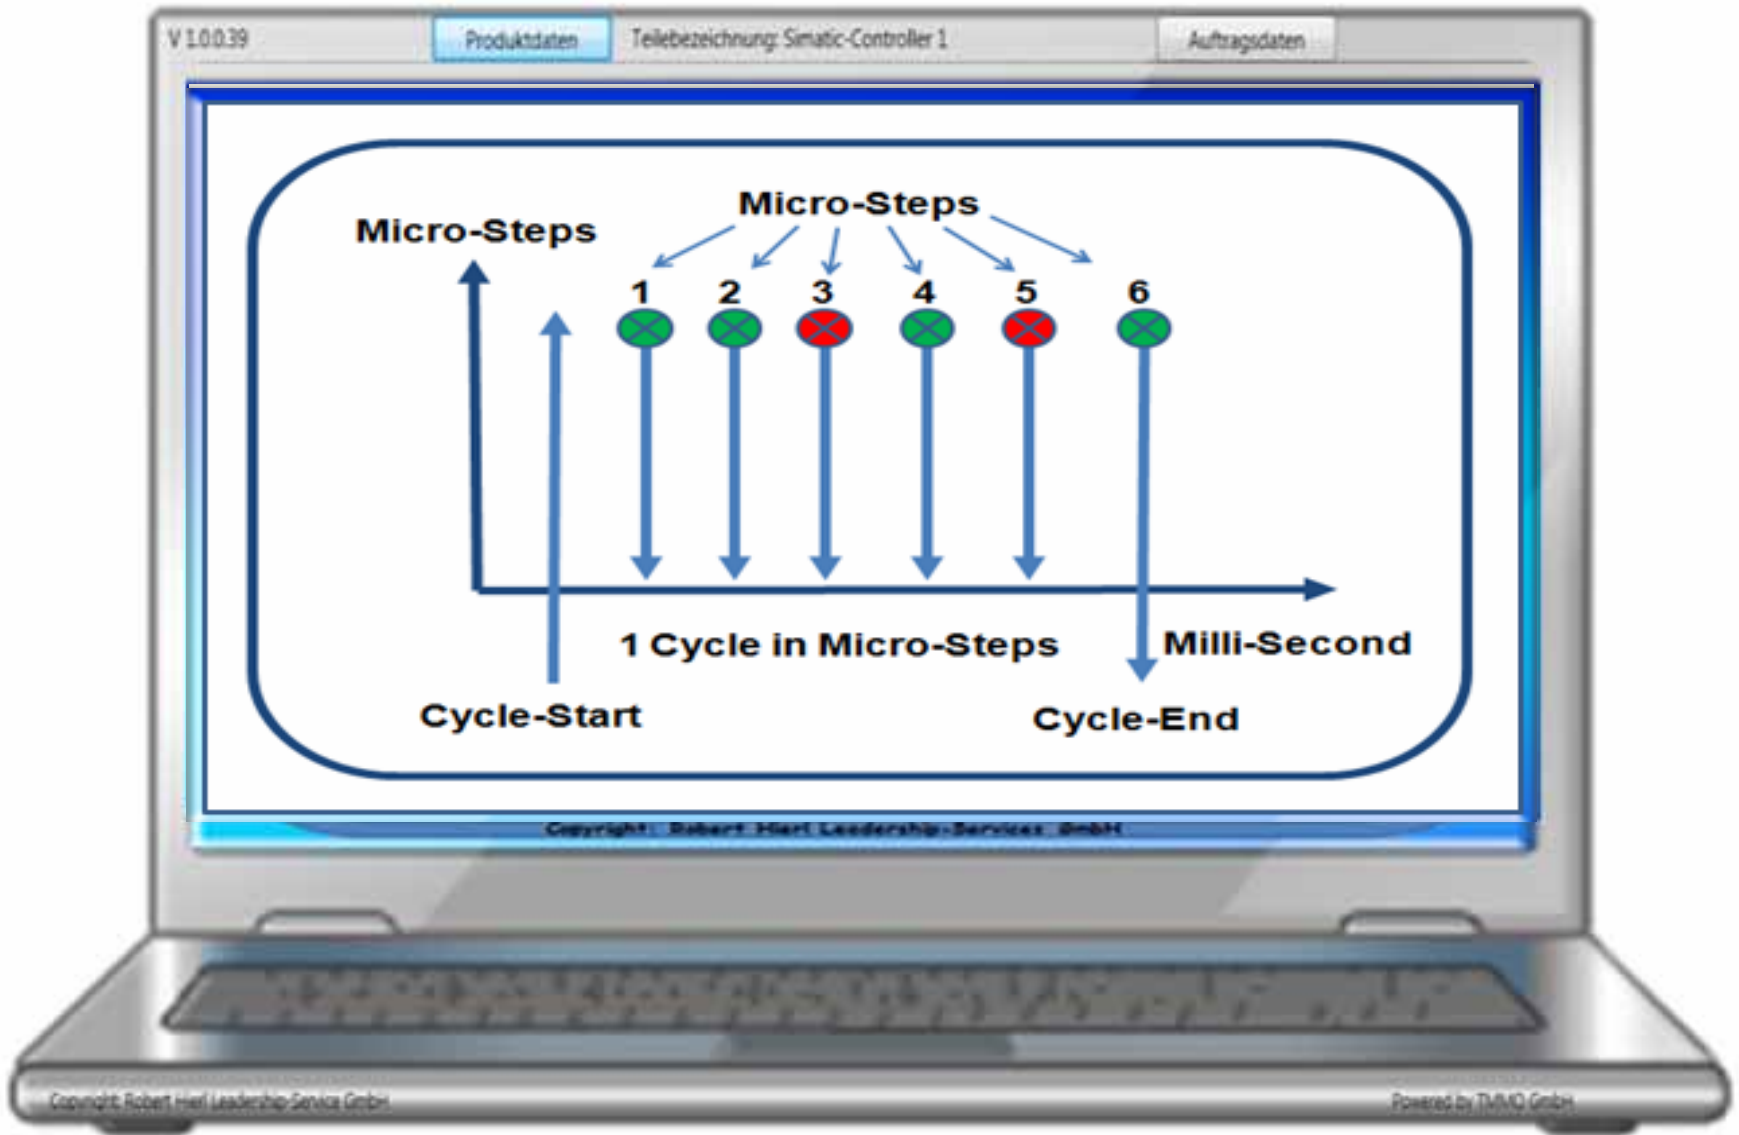 V 1.0.0.39
Produktdaten
Teilebezeichnung: Simatic-Controller 1
Auftragsdaten
Micro-Steps
Micro-Steps
1 2 3 4 5 6
1 Cycle in Micro-Steps
Milli-Second
Cycle-Start
Cycle-End
Copyright: Robert Hierl Leadership-Services GmbH
Copyright: Robert Hierl Leadership-Service GmbH
Powered by TMMO GmbH